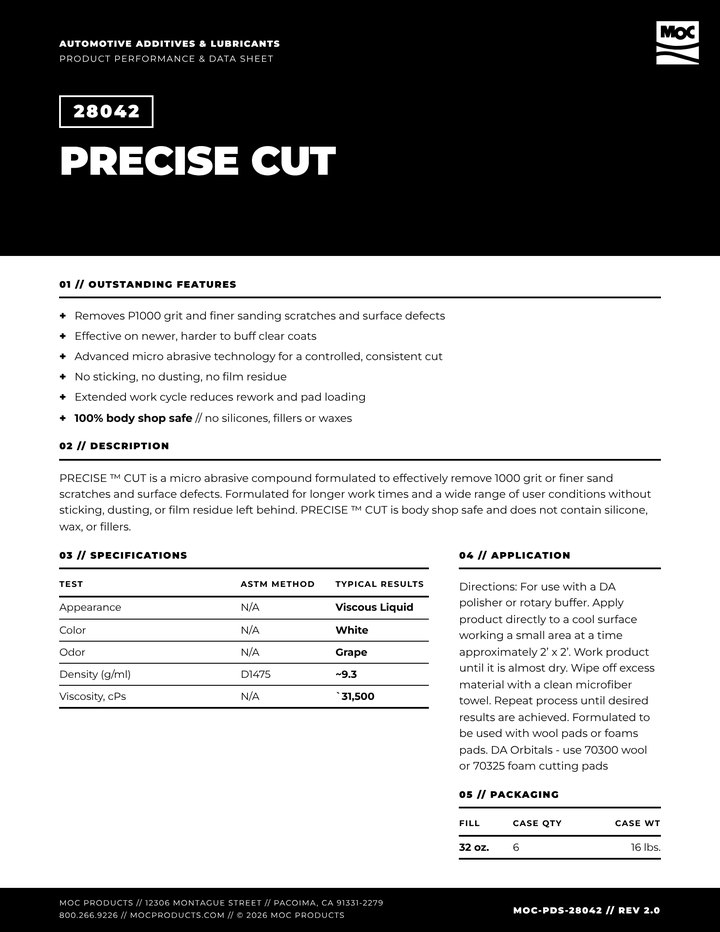 AUTOMOTIVE ADDITIVES & LUBRICANTS
PRODUCT PERFORMANCE & DATA SHEET
MOC
28042
PRECISE CUT
01 // OUTSTANDING FEATURES
+ Removes P1000 grit and finer sanding scratches and surface defects
+ Effective on newer, harder to buff clear coats
+ Advanced micro abrasive technology for a controlled, consistent cut
+ No sticking, no dusting, no film residue
+ Extended work cycle reduces rework and pad loading
+ 100% body shop safe // no silicones, fillers or waxes
02 // DESCRIPTION
PRECISE ™ CUT is a micro abrasive compound formulated to effectively remove 1000 grit or finer sand
scratches and surface defects. Formulated for longer work times and a wide range of user conditions without
sticking, dusting, or film residue left behind. PRECISE ™ CUT is body shop safe and does not contain silicone,
wax, or fillers.
03 // SPECIFICATIONS
TEST ASTM METHOD TYPICAL RESULTS
Appearance N/A Viscous Liquid
Color N/A White
Odor N/A Grape
Density (g/ml) D1475 ~9.3
Viscosity, cPs N/A `31,500
04 // APPLICATION
Directions: For use with a DA
polisher or rotary buffer. Apply
product directly to a cool surface
working a small area at a time
approximately 2’ x 2’. Work product
until it is almost dry. Wipe off excess
material with a clean microfiber
towel. Repeat process until desired
results are achieved. Formulated to
be used with wool pads or foams
pads. DA Orbitals - use 70300 wool
or 70325 foam cutting pads
05 // PACKAGING
FILL CASE QTY CASE WT
32 oz. 6 16 lbs.
MOC PRODUCTS // 12306 MONTAGUE STREET // PACOIMA, CA 91331-2279
800.266.9226 // MOCPRODUCTS.COM // © 2026 MOC PRODUCTS
MOC-PDS-28042 // REV 2.0